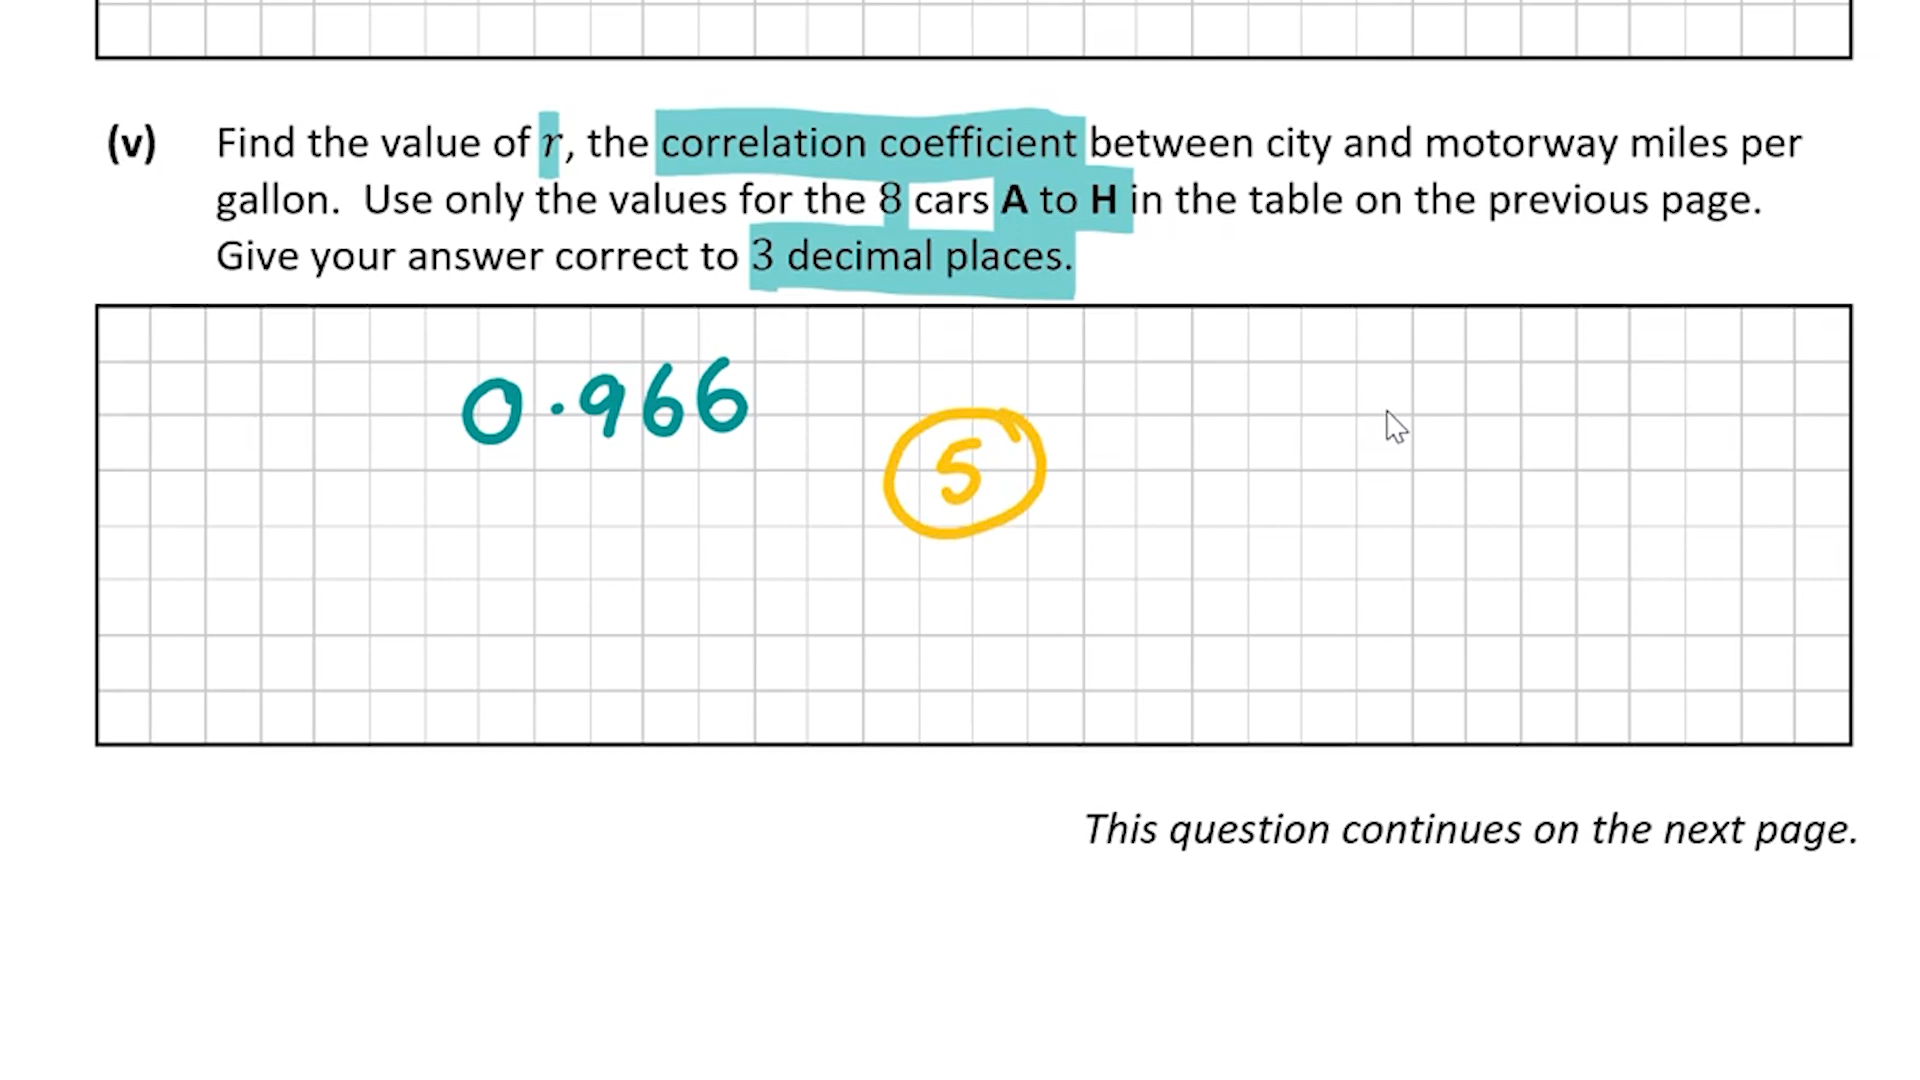 (v) Find the value of r, the correlation coefficient between city and motorway miles per
gallon. Use only the values for the 8 cars A to H in the table on the previous page.
Give your answer correct to 3 decimal places.
0.966
5
This question continues on the next page.